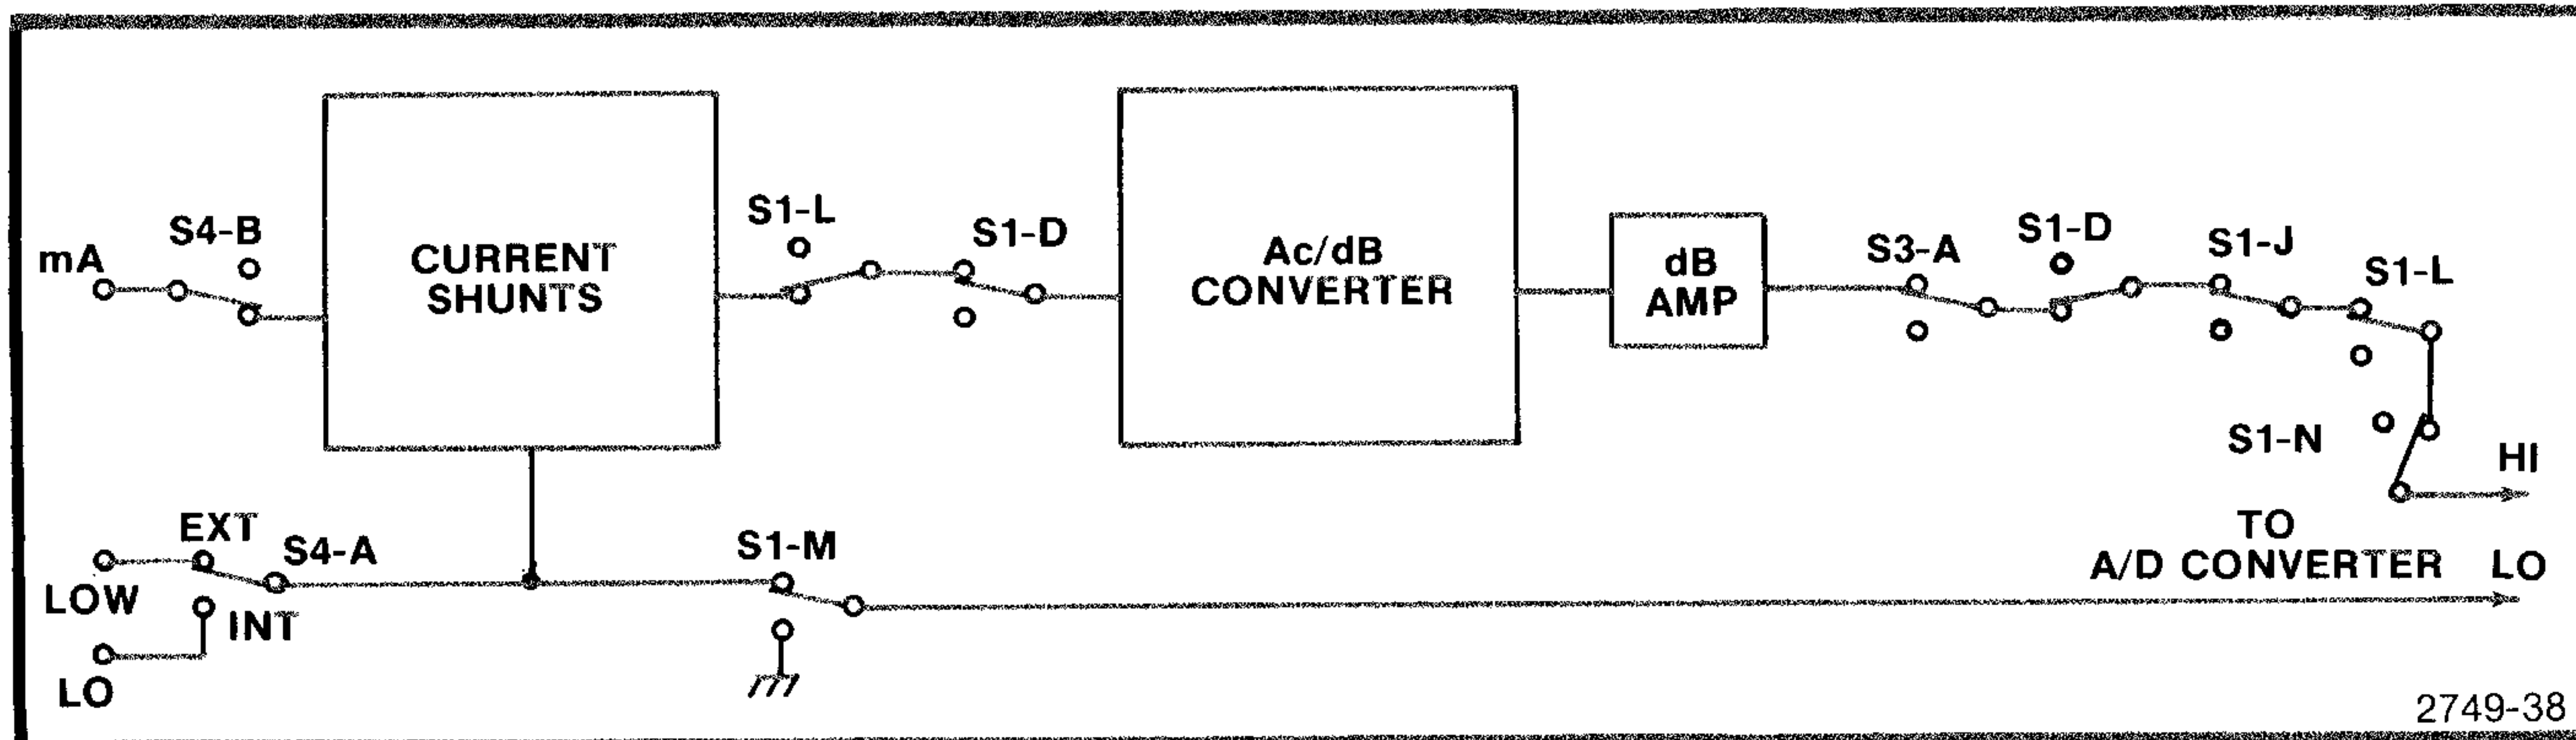 mA
S4-B
CURRENT
SHUNTS
S1-L
S1-D
Ac/dB
CONVERTER
dB
AMP
S3-A
S1-D
S1-J
S1-L
S1-N
HI
EXT
LOW
S4-A
INT
LO
S1-M
TO
A/D CONVERTER LO
2749-38